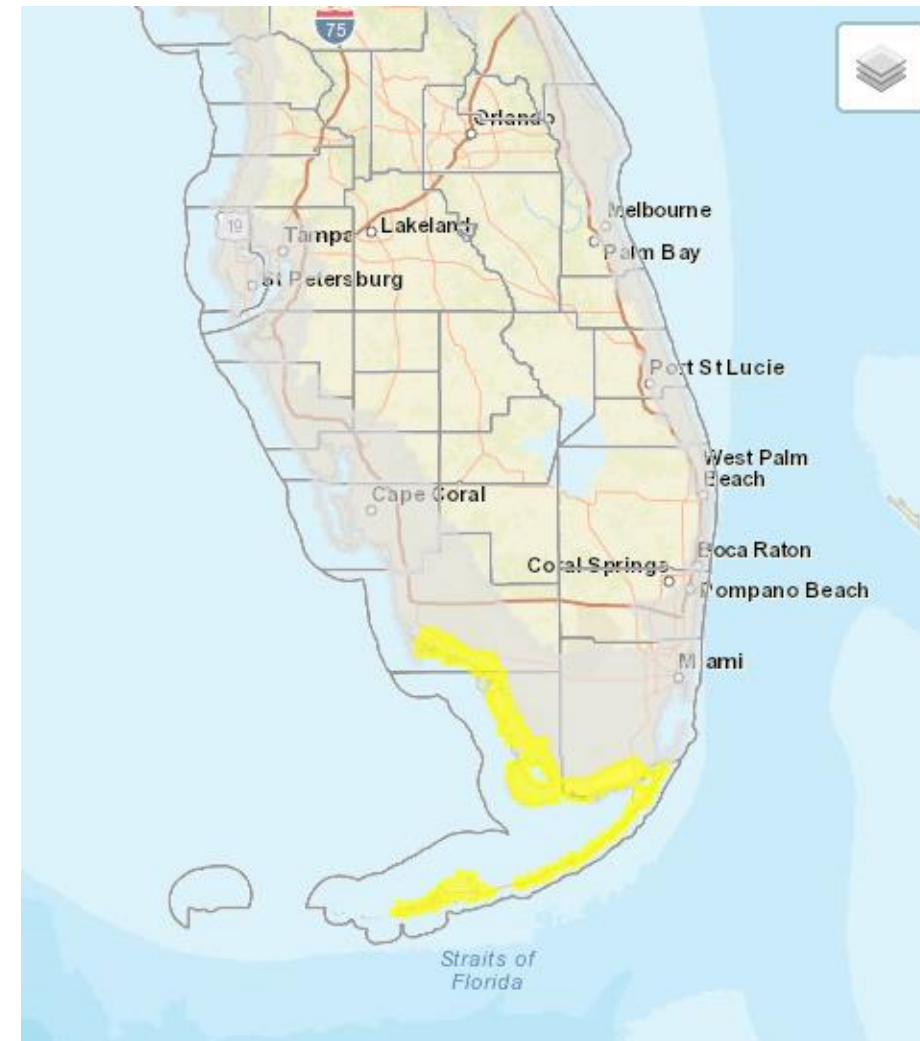 75
Orlando
Melbourne
19
Tampa
Lakeland
Palm Bay
St Petersburg
Port St Lucie
West Palm
Beach
Cape Coral
Boca Raton
Coral Springs
Pompano Beach
Miami
Straits of
Florida